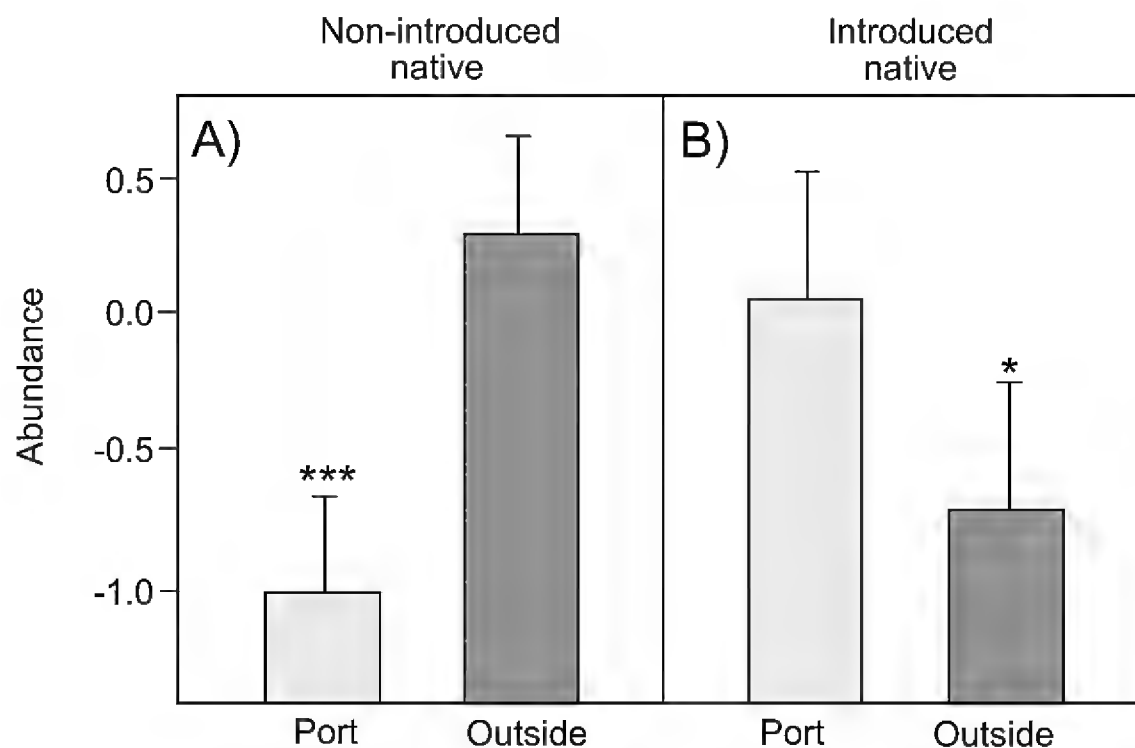 Non-introduced
native
Introduced
native
A)
B)
Abundance
0.5
0.0
-0.5
-1.0
***
*
Port
Outside
Port
Outside